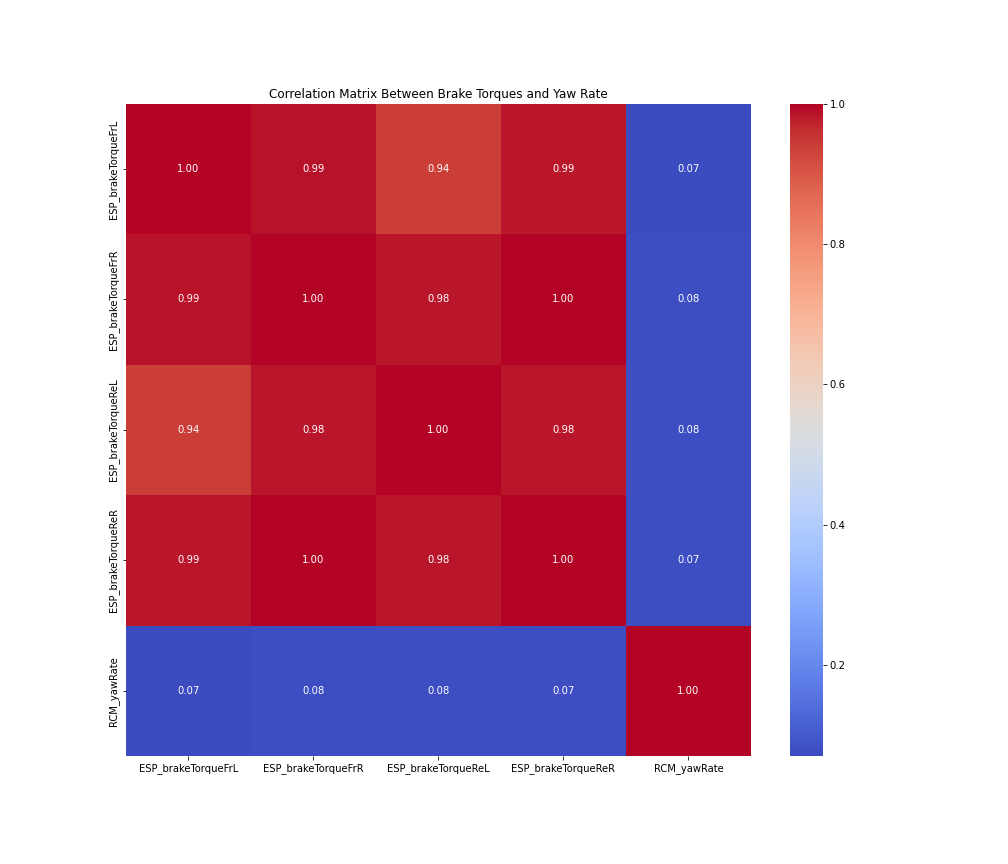 Correlation Matrix Between Brake Torques and Yaw Rate
ESP_brakeTorqueFrL
1.00 0.99 0.94 0.99 0.07
ESP_brakeTorqueFrR
0.99 1.00 0.98 1.00 0.08
ESP_brakeTorqueReL
0.94 0.98 1.00 0.98 0.08
ESP_brakeTorqueReR
0.99 1.00 0.98 1.00 0.07
RCM_yawRate
0.07 0.08 0.08 0.07 1.00
ESP_brakeTorqueFrL ESP_brakeTorqueFrR ESP_brakeTorqueReL ESP_brakeTorqueReR RCM_yawRate
1.0
0.8
0.6
0.4
0.2